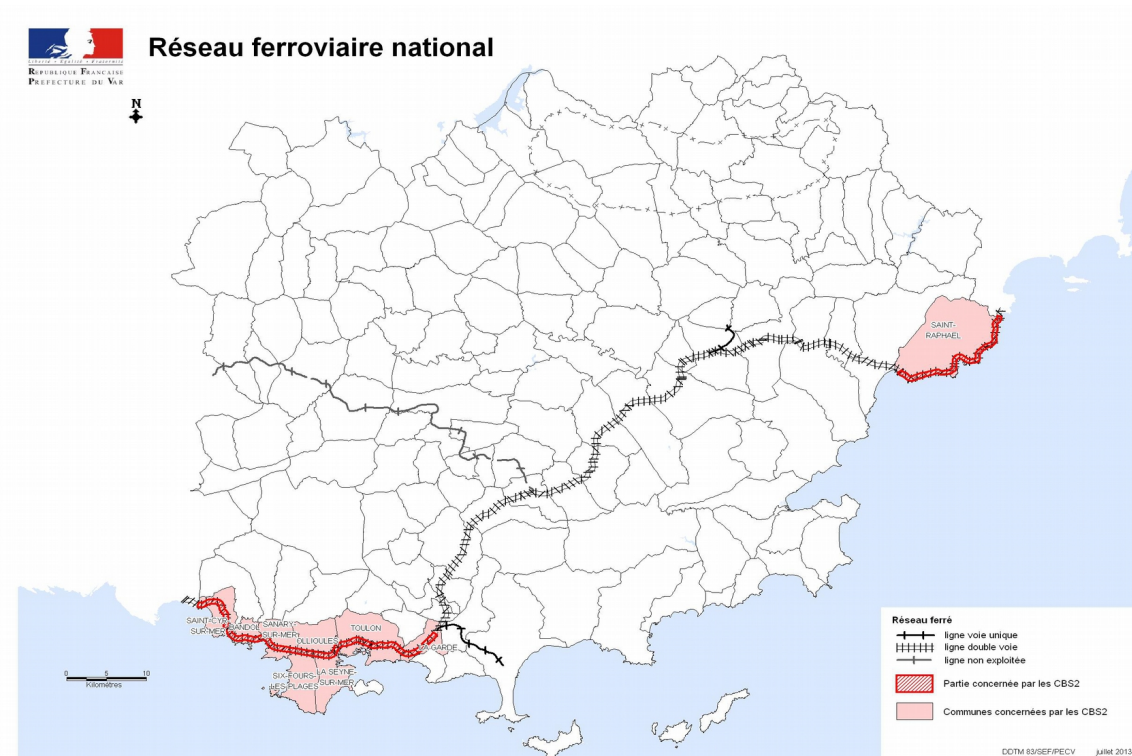 Réseau ferroviaire national
Liberté • Égalité • Fraternité
RÉPUBLIQUE FRANÇAISE
PREFECTURE DU VAR
N
SAINT-
RAPHAEL
SAINT-CYR-
SUR-MER
BANDOL
SANARY-
SUR-MER
OLLIOULES
TOULON
LA-GARDE
SIX-FOURS-
LES-PLAGES
LA SEYNE-
SUR-MER
0 5 10
Kilomètres
Réseau ferré
ligne voie unique
ligne double voie
ligne non exploitée
Partie concernée par les CBS2
Communes concernées par les CBS2
DDTM 83/SEF/PECV juillet 2013